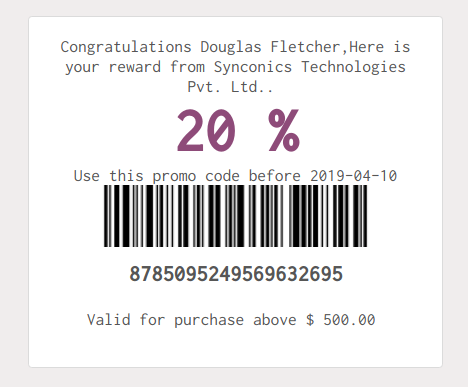 Congratulations Douglas Fletcher,Here is
your reward from Synconics Technologies
Pvt. Ltd..
20 %
Use this promo code before 2019-04-10
8785095249569632695
Valid for purchase above $ 500.00